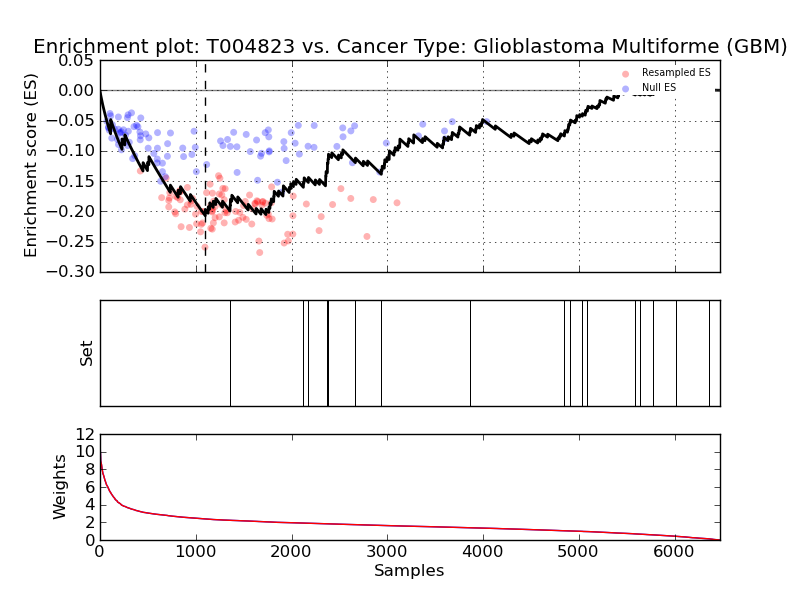 Enrichment plot: T004823 vs. Cancer Type: Glioblastoma Multiforme (GBM)
Enrichment score (ES)
0.05
0.00
−0.05
−0.10
−0.15
−0.20
−0.25
−0.30
Resampled ES
Null ES
Set
Weights
12
10
8
6
4
2
0
0 1000 2000 3000 4000 5000 6000
Samples